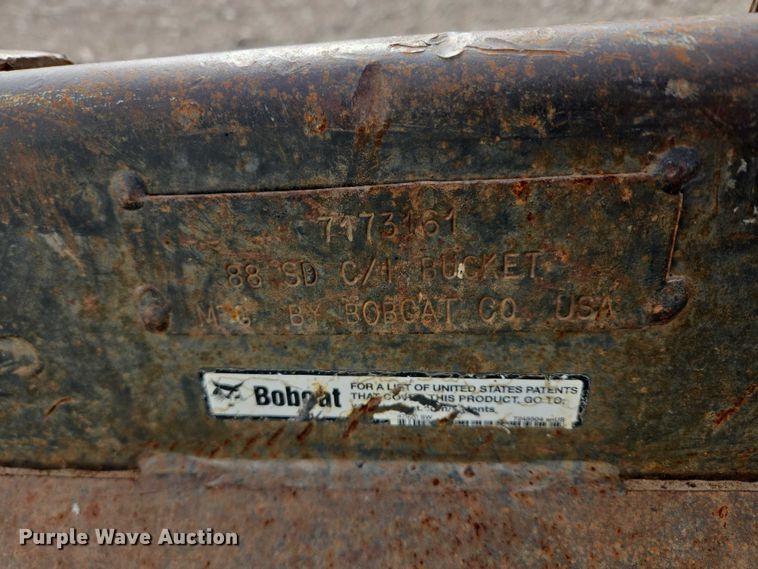 7173161
88 SD C/I BUCKET
MFG. BY BOBCAT CO. USA
Bobcat
FOR A LIST OF UNITED STATES PATENTS
THAT COVER THIS PRODUCT, GO TO:
Purple Wave Auction